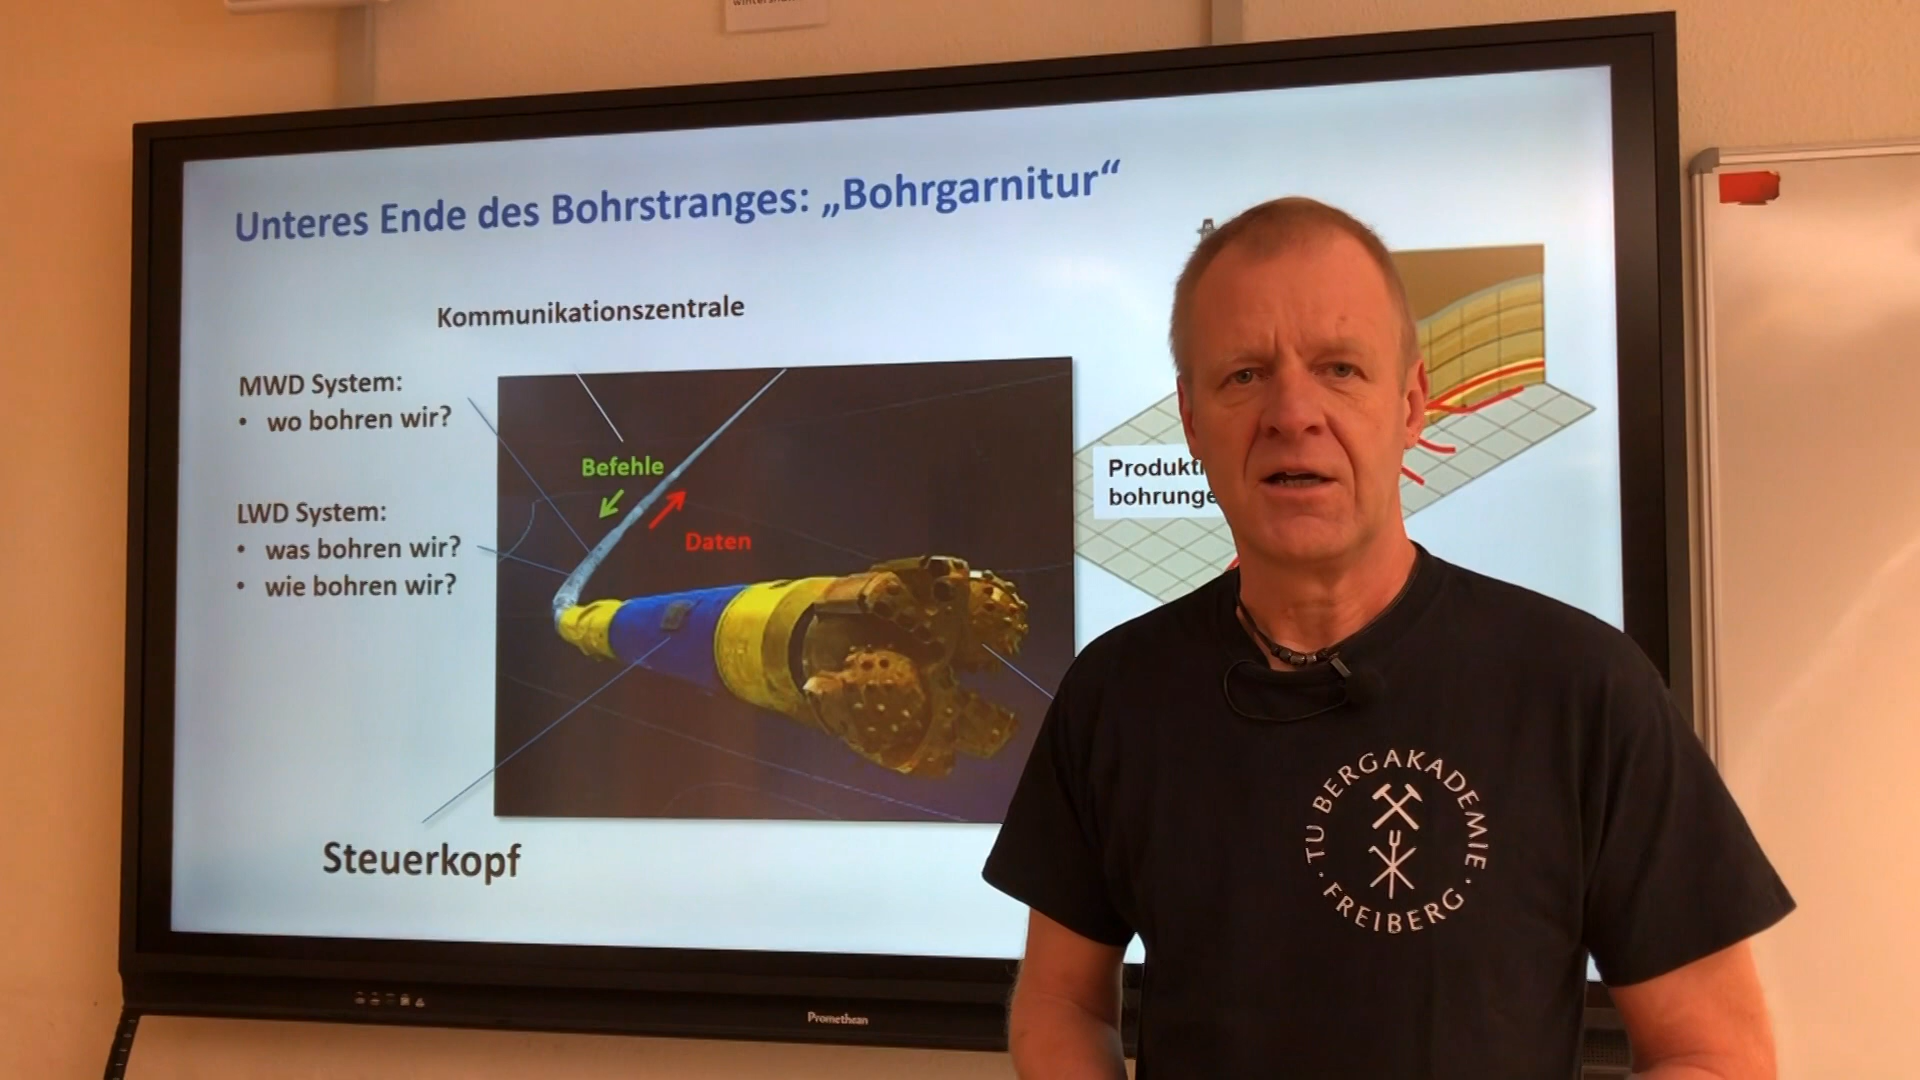 Unteres Ende des Bohrstranges: „Bohrgarnitur“
Kommunikationszentrale
MWD System:
• wo bohren wir?
LWD System:
• was bohren wir?
• wie bohren wir?
Befehle
Daten
Steuerkopf
Produkti
bohrunge
TU BERGAKADEMIE
· FREIBERG ·
Promethean